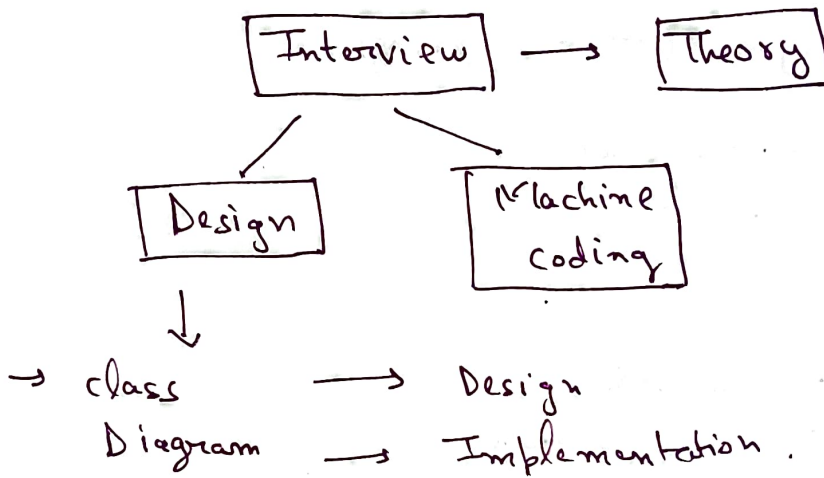 Interview → Theory
Design
Machine
coding
→ class → Design
Diagram → Implementation.